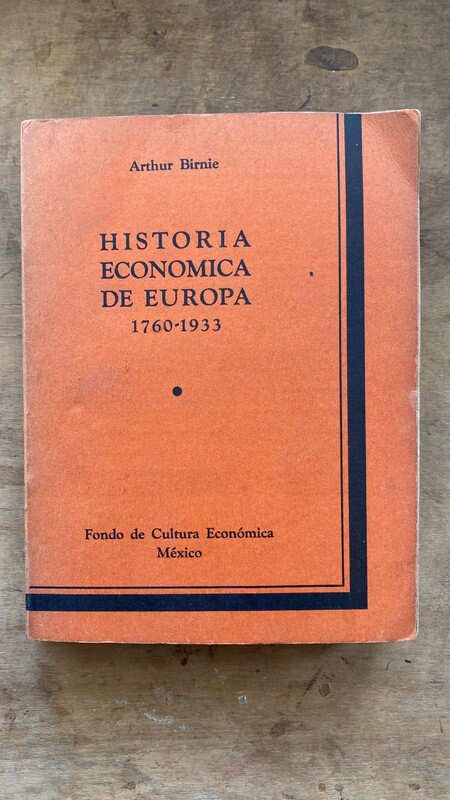 Arthur Birnie
HISTORIA
ECONOMICA
DE EUROPA
1760-1933
Fondo de Cultura Económica
México